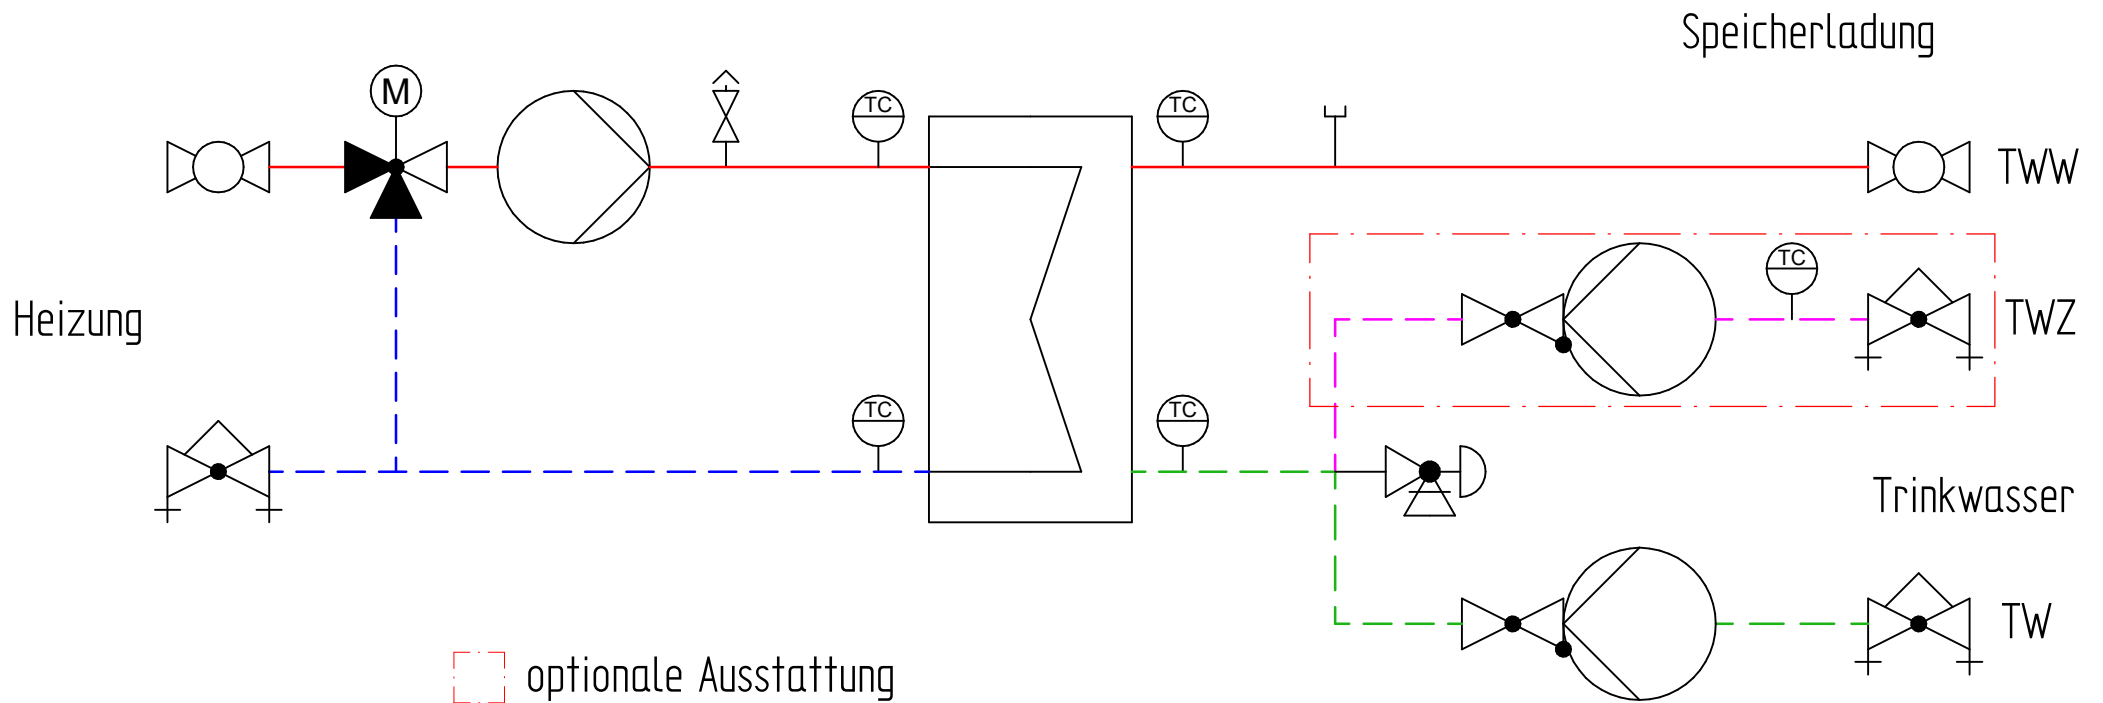 Speicherladung
M
TC
TC
TWW
TC
Heizung
TWZ
TC
TC
Trinkwasser
TW
optionale Ausstattung